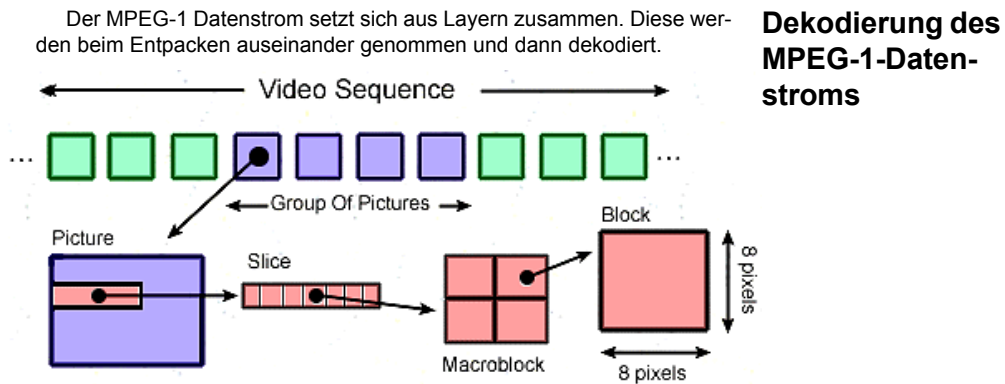 Der MPEG-1 Datenstrom setzt sich aus Layern zusammen. Diese wer-
den beim Entpacken auseinander genommen und dann dekodiert.
Dekodierung des
MPEG-1-Daten-
stroms
Video Sequence
... ...
Group Of Pictures
Picture
Slice
Macroblock
Block
8 pixels
8 pixels